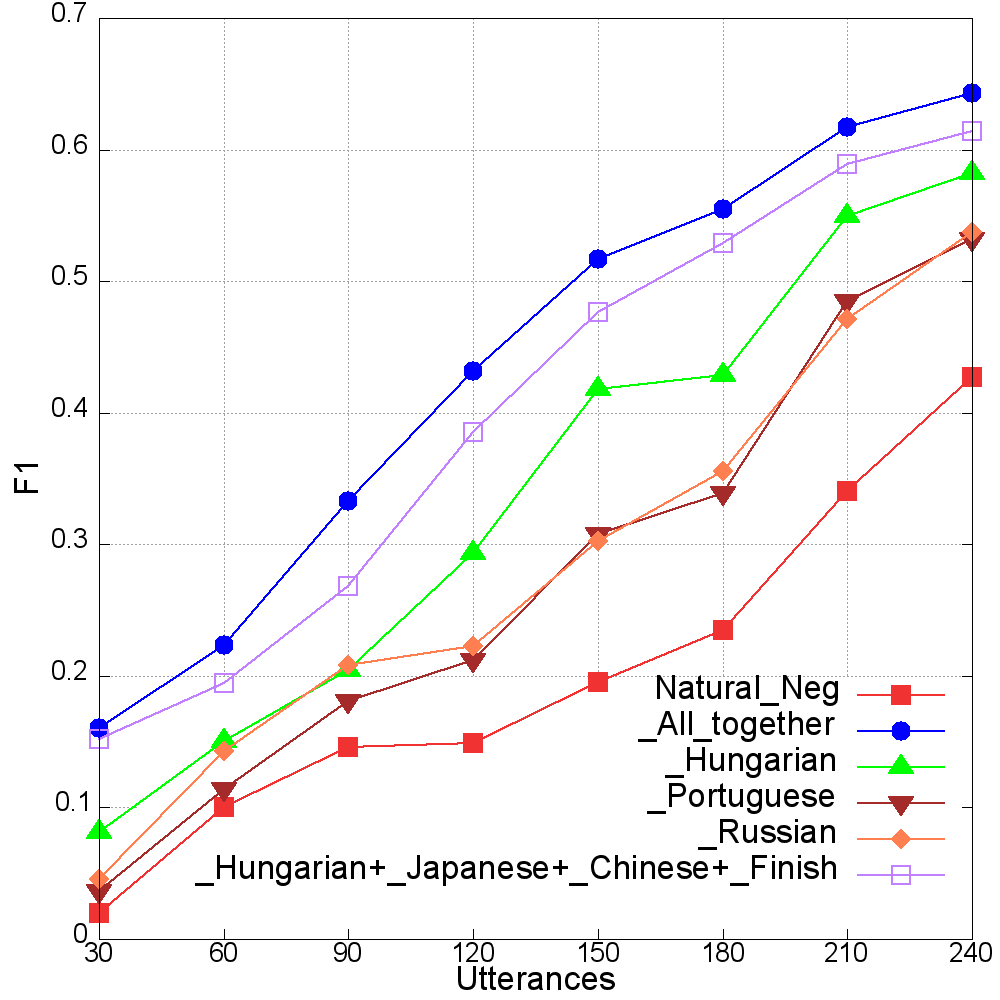 0.7
0.6
0.5
0.4
0.3
0.2
0.1
0
F1
Natural_Neg
_All_together
_Hungarian
_Portuguese
_Russian
_Hungarian+_Japanese+_Chinese+_Finish
30 60 90 120 150 180 210 240
Utterances